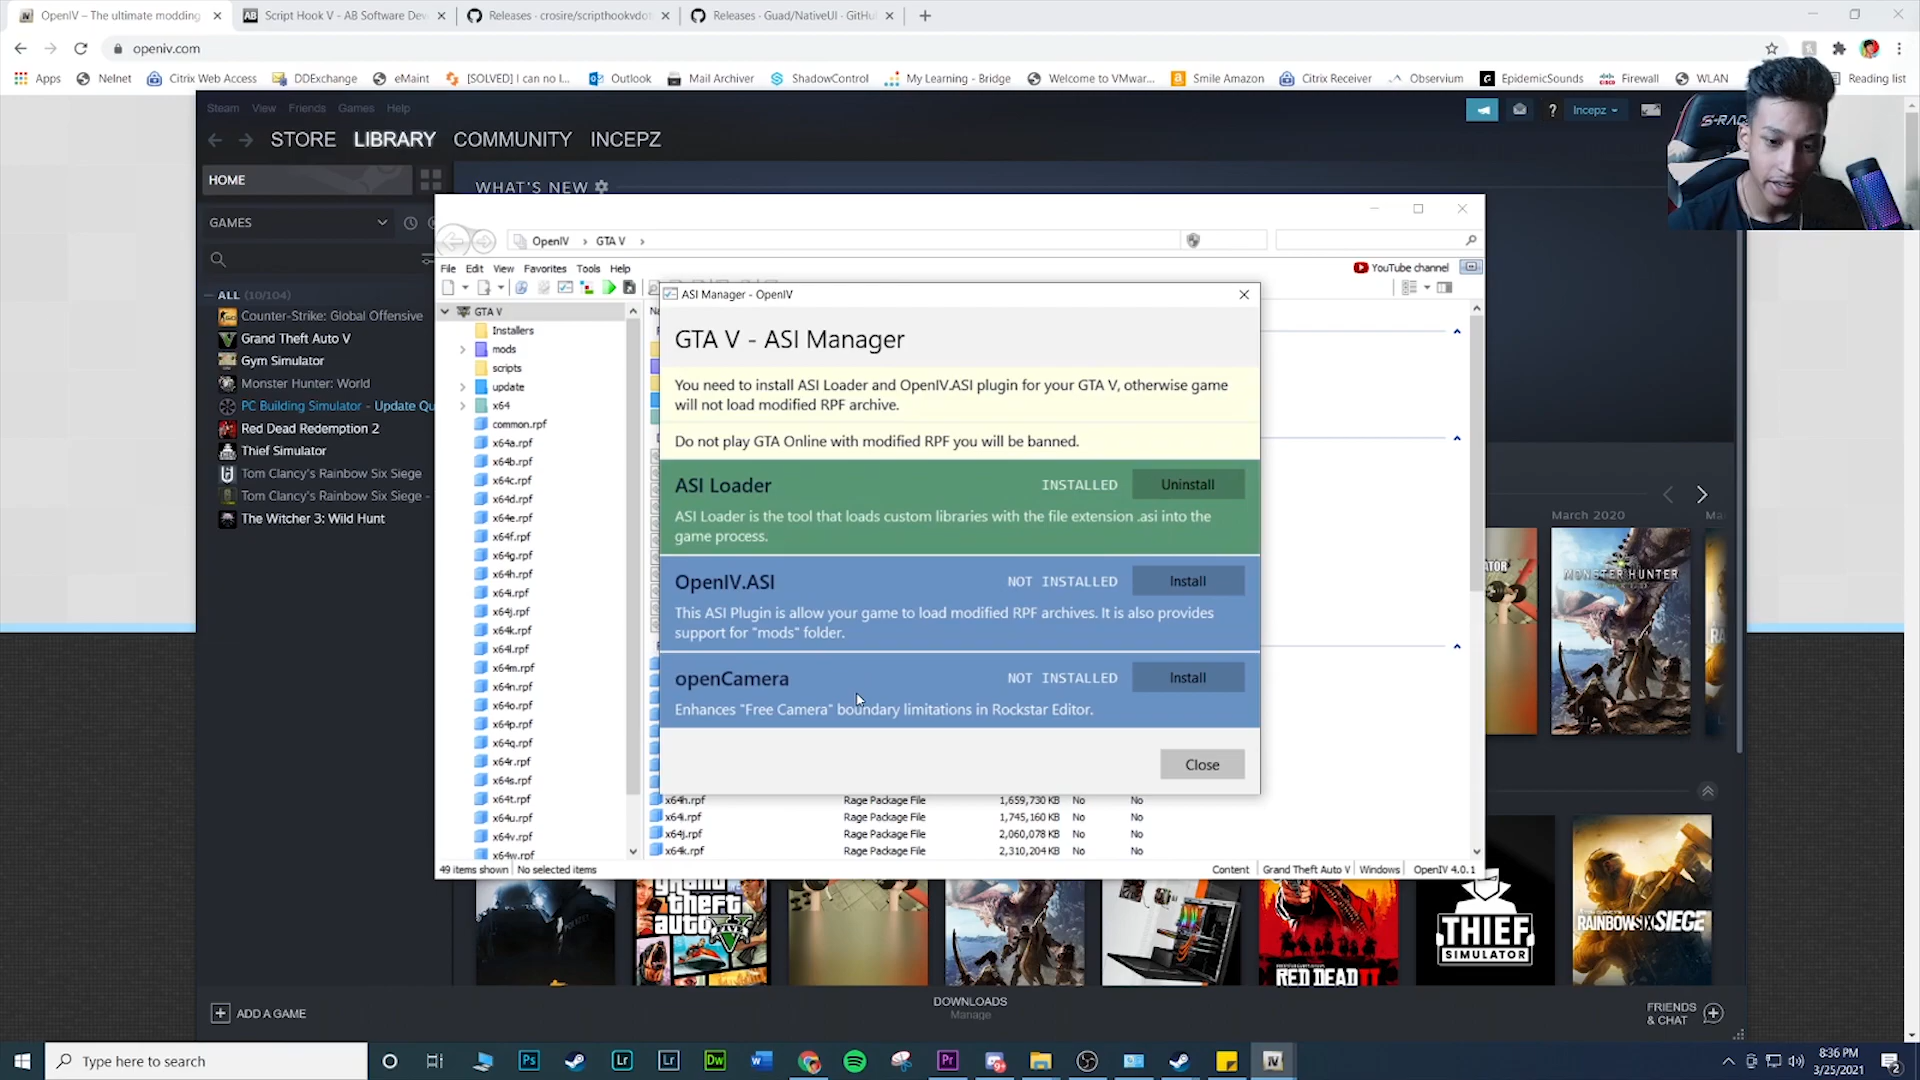 OpenIV – The ultimate modding
Script Hook V - AB Software Dev
Releases · crosire/scripthookvdot
Releases · Guad/NativeUI · GitHu
openiv.com
Apps
Nelnet
Citrix Web Access
DDExchange
eMaint
[SOLVED] I can no l...
Outlook
Mail Archiver
ShadowControl
My Learning - Bridge
Welcome to VMwar...
Smile Amazon
Citrix Receiver
Observium
EpidemicSounds
Firewall
WLAN
Reading list
Steam View Friends Games Help
Incepz
STORE LIBRARY COMMUNITY INCEPZ
HOME
WHAT'S NEW
GAMES
ALL (10/104)
Counter-Strike: Global Offensive
Grand Theft Auto V
Gym Simulator
Monster Hunter: World
PC Building Simulator - Update Qu
Red Dead Redemption 2
Thief Simulator
Tom Clancy's Rainbow Six Siege
Tom Clancy's Rainbow Six Siege -
The Witcher 3: Wild Hunt
OpenIV › GTA V ›
File Edit View Favorites Tools Help
YouTube channel
GTA V
Installers
mods
scripts
update
x64
common.rpf
x64a.rpf
x64b.rpf
x64c.rpf
x64d.rpf
x64e.rpf
x64f.rpf
x64g.rpf
x64h.rpf
x64i.rpf
x64j.rpf
x64k.rpf
x64l.rpf
x64m.rpf
x64n.rpf
x64o.rpf
x64p.rpf
x64q.rpf
x64r.rpf
x64s.rpf
x64t.rpf
x64u.rpf
x64v.rpf
x64w.rpf
ASI Manager - OpenIV
GTA V - ASI Manager
You need to install ASI Loader and OpenIV.ASI plugin for your GTA V, otherwise game
will not load modified RPF archive.
Do not play GTA Online with modified RPF you will be banned.
ASI Loader INSTALLED Uninstall
ASI Loader is the tool that loads custom libraries with the file extension .asi into the
game process.
OpenIV.ASI NOT INSTALLED Install
This ASI Plugin is allow your game to load modified RPF archives. It is also provides
support for "mods" folder.
openCamera NOT INSTALLED Install
Enhances "Free Camera" boundary limitations in Rockstar Editor.
Close
x64h.rpf Rage Package File 1,659,730 KB No No
x64i.rpf Rage Package File 1,745,160 KB No No
x64j.rpf Rage Package File 2,060,078 KB No No
x64k.rpf Rage Package File 2,310,204 KB No No
49 items shown No selected items
Content Grand Theft Auto V Windows OpenIV 4.0.1
March 2020
MONSTER HUNTER
theft
auto
RED DEAD II
THIEF
SIMULATOR
RAINBOW SIX SIEGE
ADD A GAME
DOWNLOADS
Manage
FRIENDS
& CHAT
Type here to search
8:36 PM
3/25/2021